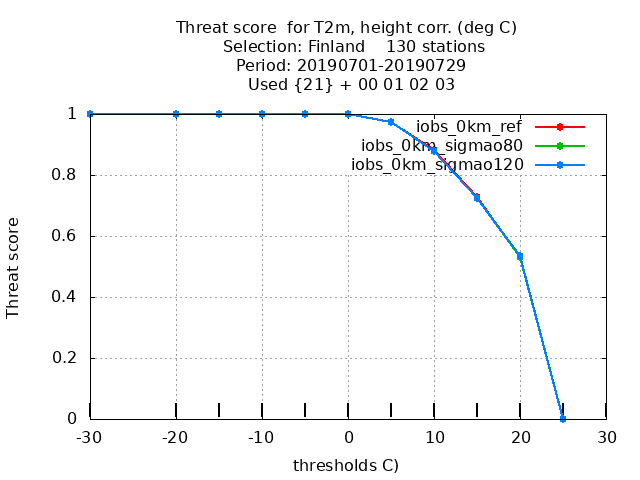 Threat score  for T2m, height corr. (deg C)
Selection: Finland    130 stations
Period: 20190701-20190729
Used {21} + 00 01 02 03
iobs_0km_ref
iobs_0km_sigmao80
iobs_0km_sigmao120
Threat score
1
0.8
0.6
0.4
0.2
0
-30 -20 -10 0 10 20 30
thresholds C)